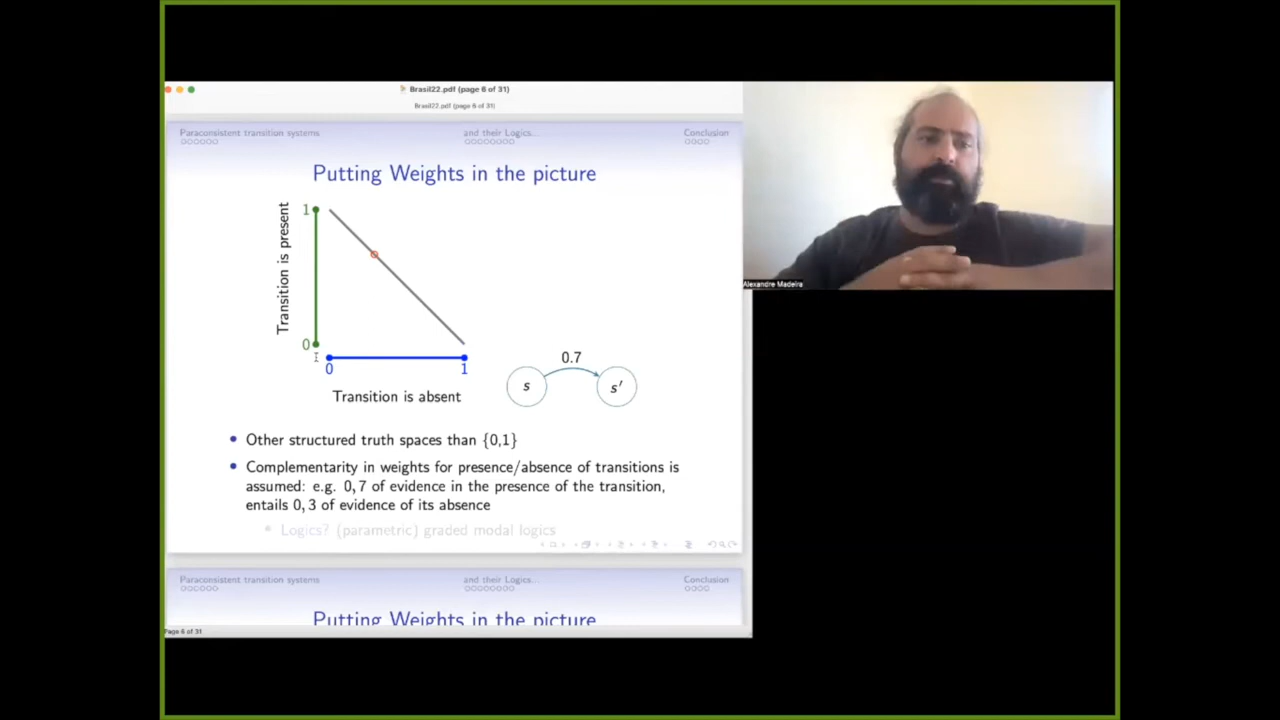 Brasil22.pdf (page 6 of 31)
Brasil22.pdf (page 6 of 31)
Paraconsistent transition systems and their Logics... Conclusion
Putting Weights in the picture
Transition is present
1
0
0 1
Transition is absent
0.7
s s′
• Other structured truth spaces than {0,1}
• Complementarity in weights for presence/absence of transitions is
assumed: e.g. 0,7 of evidence in the presence of the transition,
entails 0,3 of evidence of its absence
• Logics? (parametric) graded modal logics
Paraconsistent transition systems and their Logics... Conclusion
Putting Weights in the picture
Page 6 of 31
Alexandre Madeira